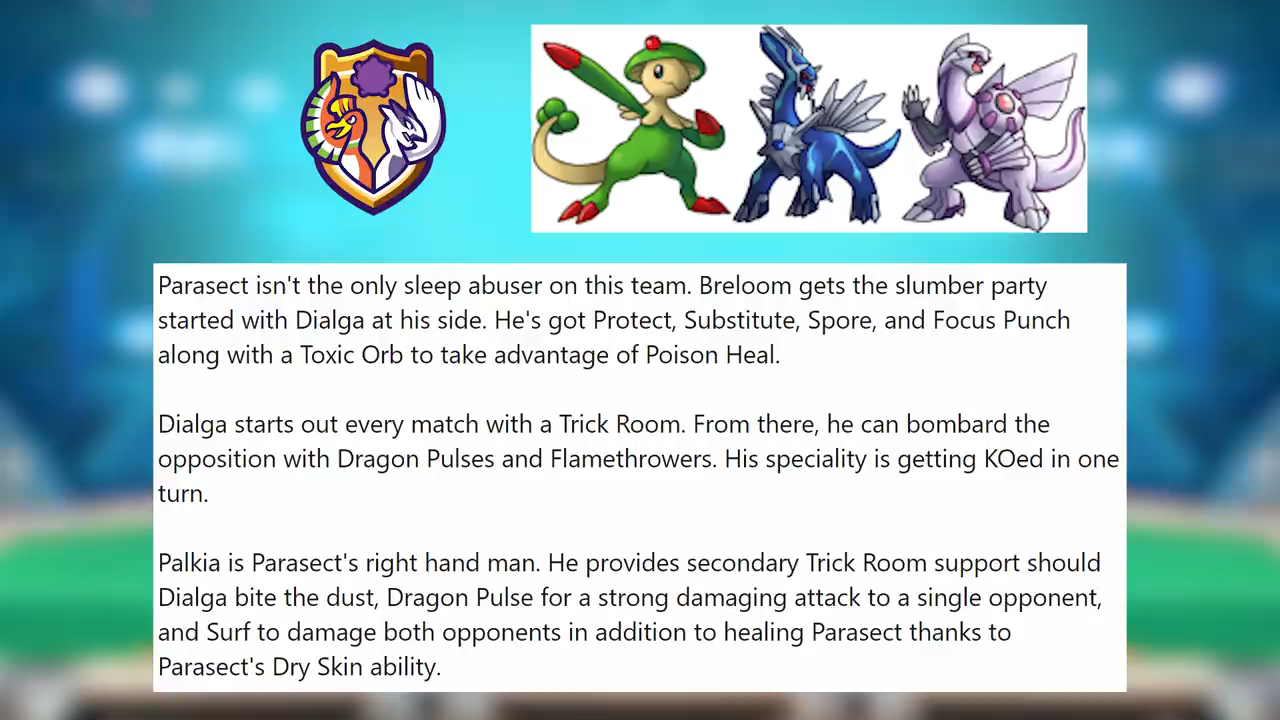 Parasect isn't the only sleep abuser on this team. Breloom gets the slumber party
started with Dialga at his side. He's got Protect, Substitute, Spore, and Focus Punch
along with a Toxic Orb to take advantage of Poison Heal.
Dialga starts out every match with a Trick Room. From there, he can bombard the
opposition with Dragon Pulses and Flamethrowers. His speciality is getting KOed in one
turn.
Palkia is Parasect's right hand man. He provides secondary Trick Room support should
Dialga bite the dust, Dragon Pulse for a strong damaging attack to a single opponent,
and Surf to damage both opponents in addition to healing Parasect thanks to
Parasect's Dry Skin ability.